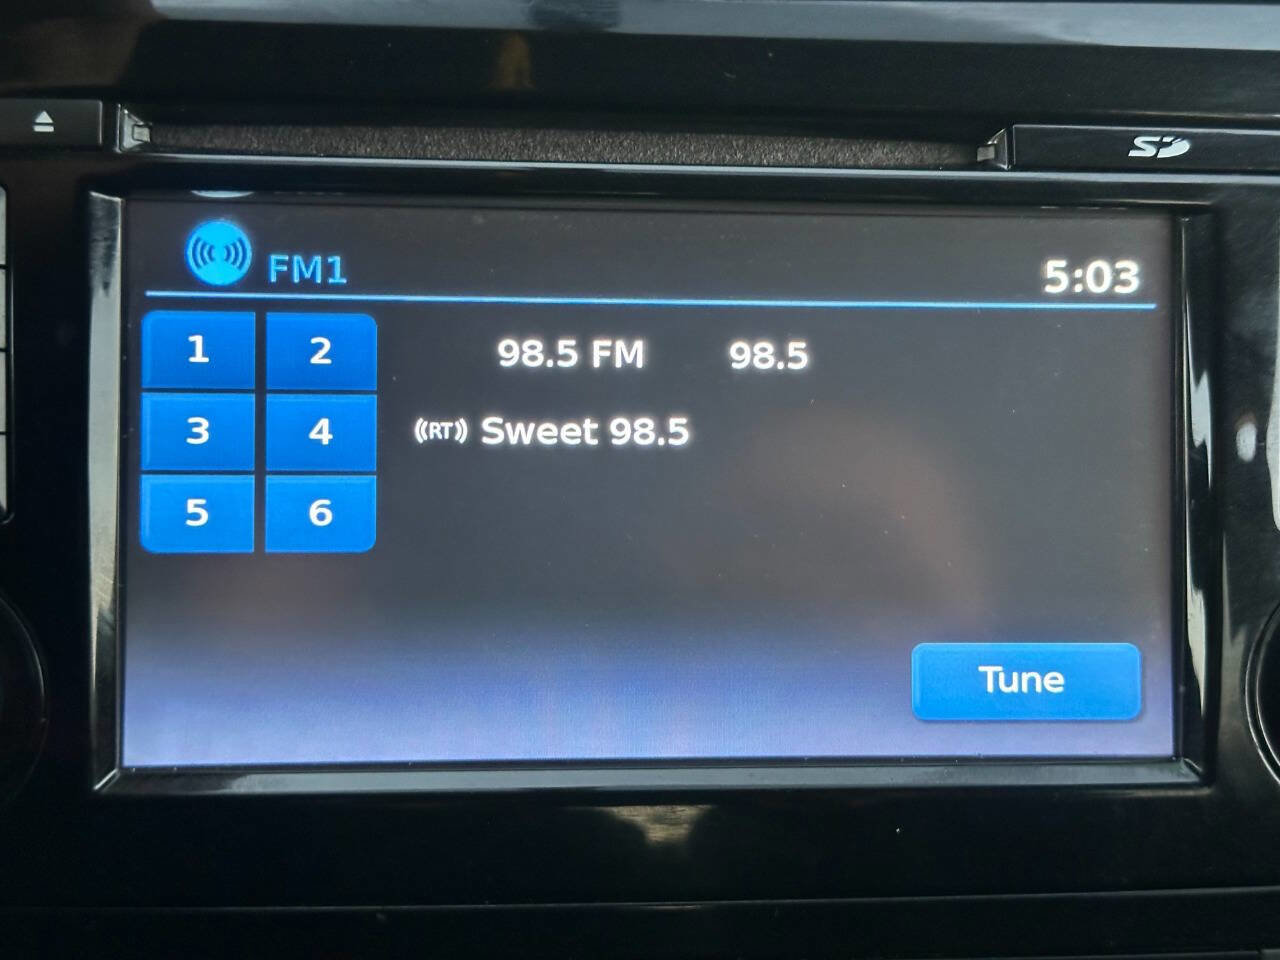 SD
FM1 5:03
1 2 98.5 FM 98.5
3 4 ((RT)) Sweet 98.5
5 6
Tune